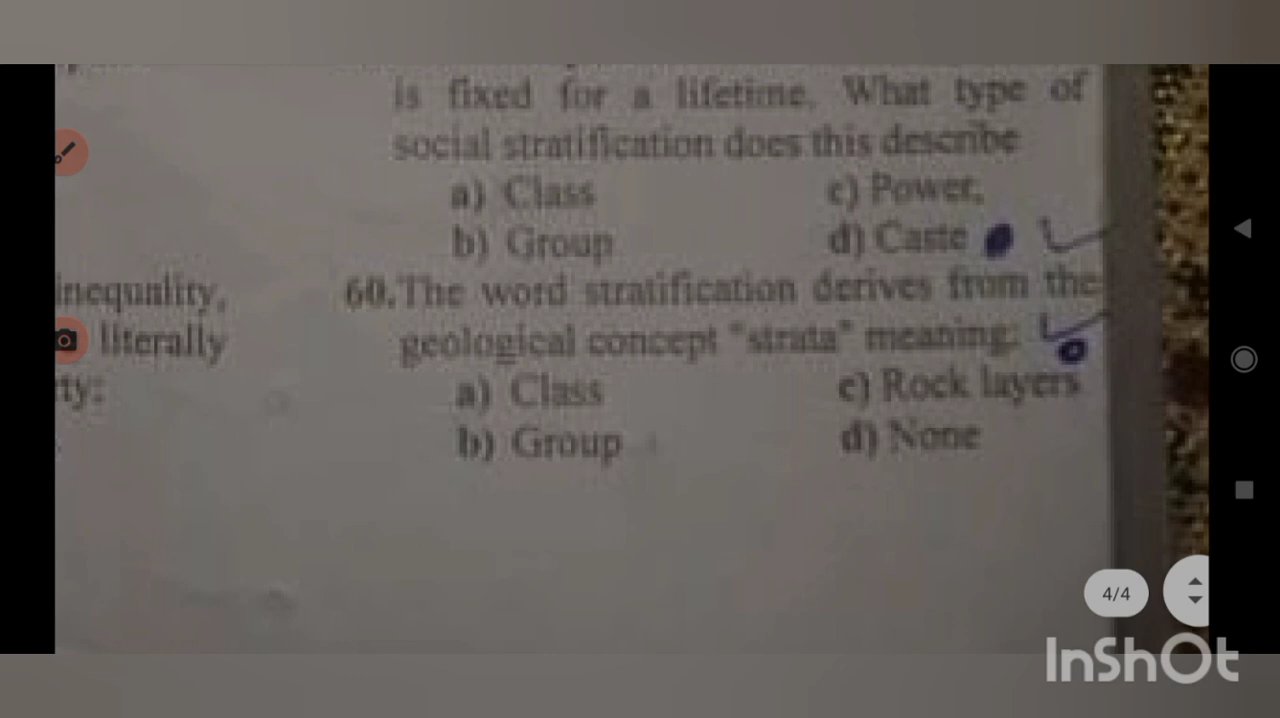 is fixed for a lifetime. What type of
social stratification does this describe
a) Class c) Power,
b) Group d) Caste
inequality,
literally
ty:
60. The word stratification derives from the
geological concept "strata" meaning:
a) Class c) Rock layers
b) Group d) None
4/4
InShOt